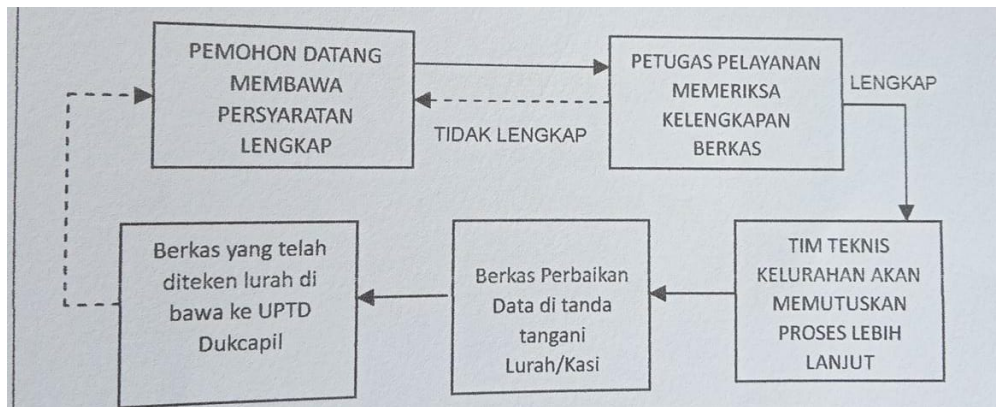 PEMOHON DATANG
MEMBAWA
PERSYARATAN
LENGKAP
TIDAK LENGKAP
PETUGAS PELAYANAN
MEMERIKSA
KELENGKAPAN
BERKAS
LENGKAP
TIM TEKNIS
KELURAHAN AKAN
MEMUTUSKAN
PROSES LEBIH
LANJUT
Berkas Perbaikan
Data di tanda
tangani
Lurah/Kasi
Berkas yang telah
diteken lurah di
bawa ke UPTD
Dukcapil